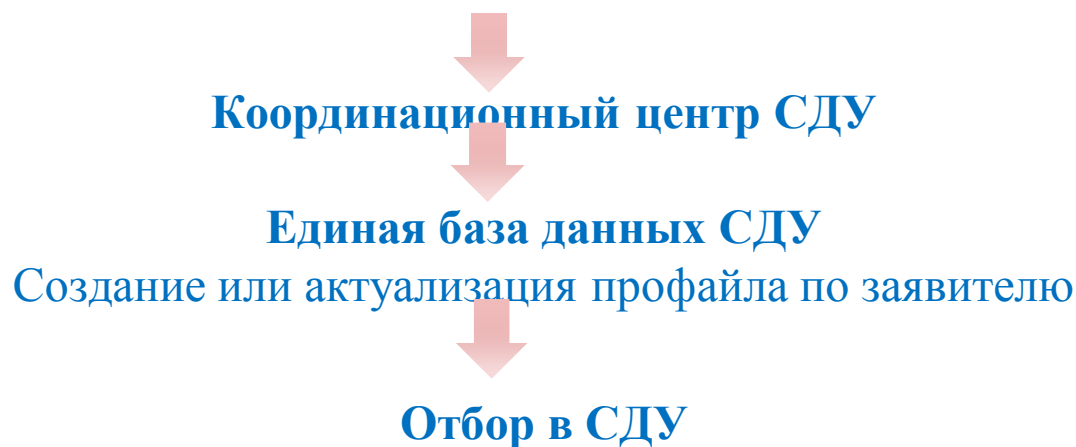 Координационный центр СДУ
Единая база данных СДУ
Создание или актуализация профайла по заявителю
Отбор в СДУ